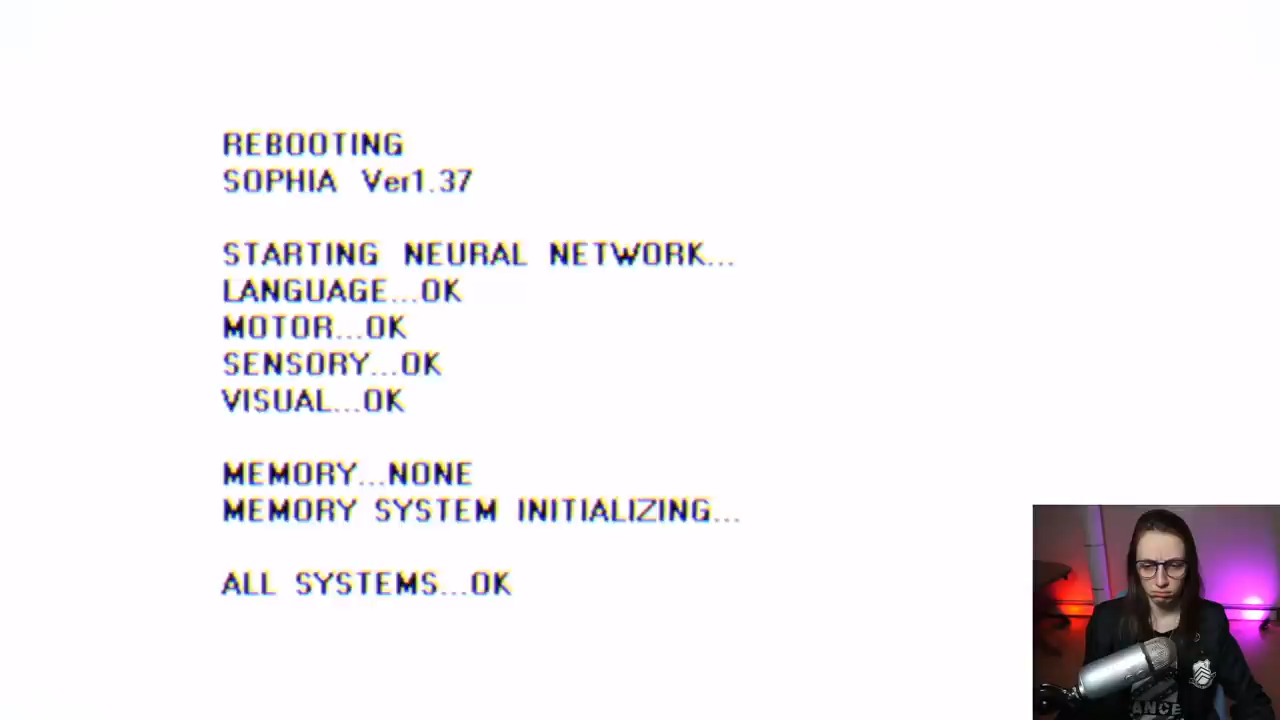 REBOOTING
SOPHIA Ver1.37
STARTING NEURAL NETWORK...
LANGUAGE...OK
MOTOR...OK
SENSORY...OK
VISUAL...OK
MEMORY...NONE
MEMORY SYSTEM INITIALIZING...
ALL SYSTEMS...OK